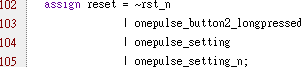 102 assign reset = ~rst_n
103 | onepulse_button2_longpressed
104 | onepulse_setting
105 | onepulse_setting_n;